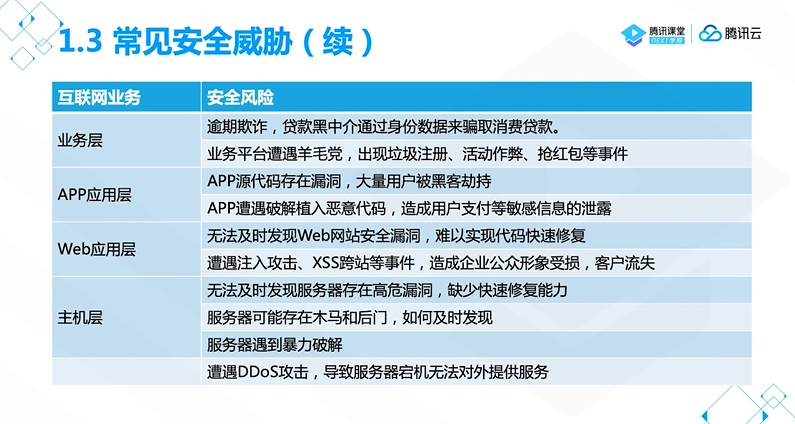 1.3 常见安全威胁（续）
腾讯课堂
NEXT学院
腾讯云
互联网业务 安全风险
业务层
逾期欺诈，贷款黑中介通过身份数据来骗取消费贷款。
业务平台遭遇羊毛党，出现垃圾注册、活动作弊、抢红包等事件
APP应用层
APP源代码存在漏洞，大量用户被黑客劫持
APP遭遇破解植入恶意代码，造成用户支付等敏感信息的泄露
Web应用层
无法及时发现Web网站安全漏洞，难以实现代码快速修复
遭遇注入攻击、XSS跨站等事件，造成企业公众形象受损，客户流失
主机层
无法及时发现服务器存在高危漏洞，缺少快速修复能力
服务器可能存在木马和后门，如何及时发现
服务器遇到暴力破解
遭遇DDoS攻击，导致服务器宕机无法对外提供服务